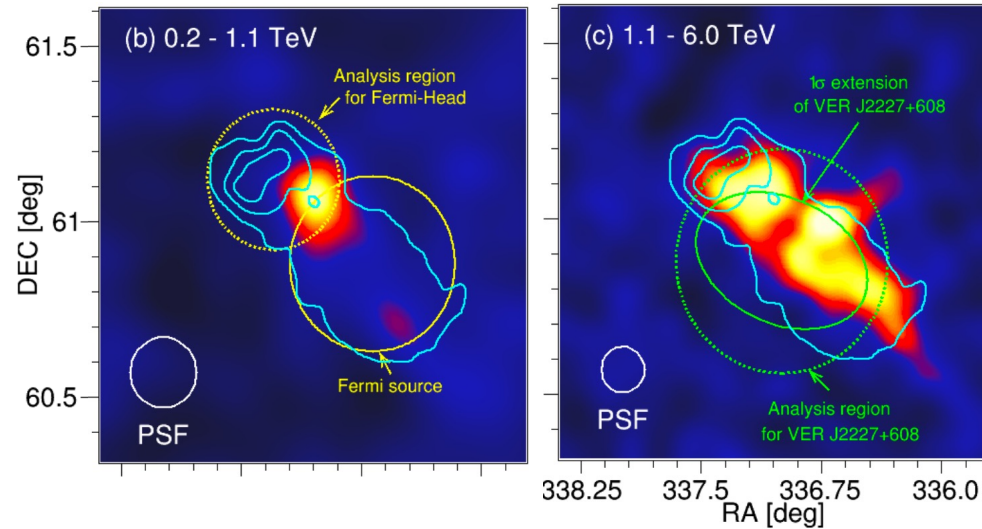 (b) 0.2 - 1.1 TeV
Analysis region
for Fermi-Head
61.5
61
60.5
DEC [deg]
PSF
Fermi source
(c) 1.1 - 6.0 TeV
1σ extension
of VER J2227+608
PSF
Analysis region
for VER J2227+608
338.25 337.5 336.75 336.0
RA [deg]